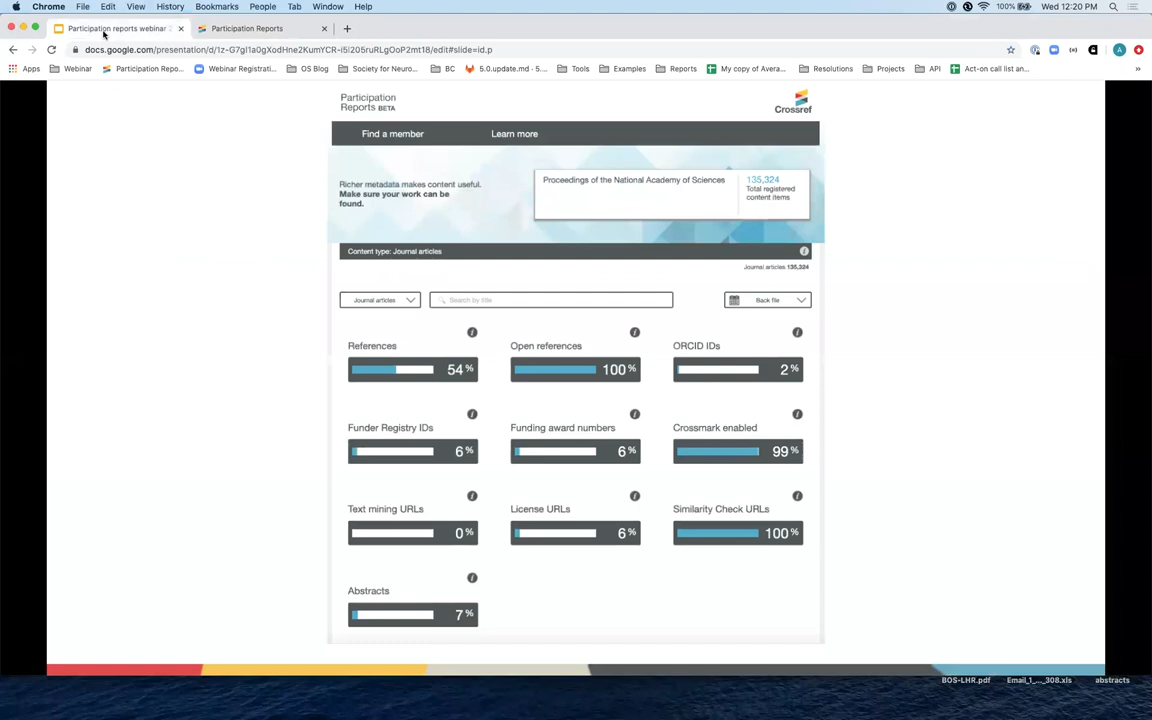 Chrome File Edit View History Bookmarks People Tab Window Help 100% Wed 12:20 PM
Participation reports webinar Participation Reports
docs.google.com/presentation/d/1z-G7gl1a0gXodHne2KumYCR-i5l205ruRLgOoP2mt18/edit#slide=id.p
Apps Webinar Participation Repo... Webinar Registrati... OS Blog Society for Neuro... BC 5.0.update.md · 5.... Tools Examples Reports My copy of Avera... Resolutions Projects API Act-on call list an... »
Participation
Reports BETA
Crossref
Find a member Learn more
Richer metadata makes content useful.
Make sure your work can be
found.
Proceedings of the National Academy of Sciences
135,324
Total registered
content items
Content type: Journal articles
Journal articles 135,324
Journal articles Search by title Back file
References Open references ORCID IDs
54% 100% 2%
Funder Registry IDs Funding award numbers Crossmark enabled
6% 6% 99%
Text mining URLs License URLs Similarity Check URLs
0% 6% 100%
Abstracts
7%
BOS-LHR.pdf Email_1_..._308.xls abstracts